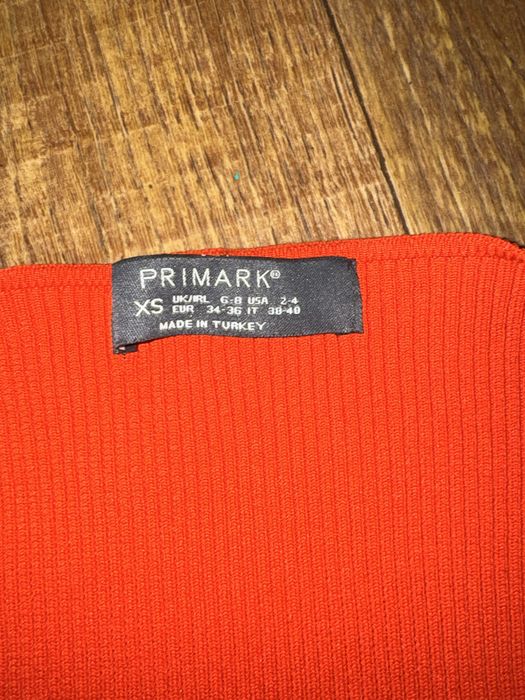 PRIMARK®
XS UK/IRL 6-8 USA 2-4
EUR 34-36 IT 38-40
MADE IN TURKEY